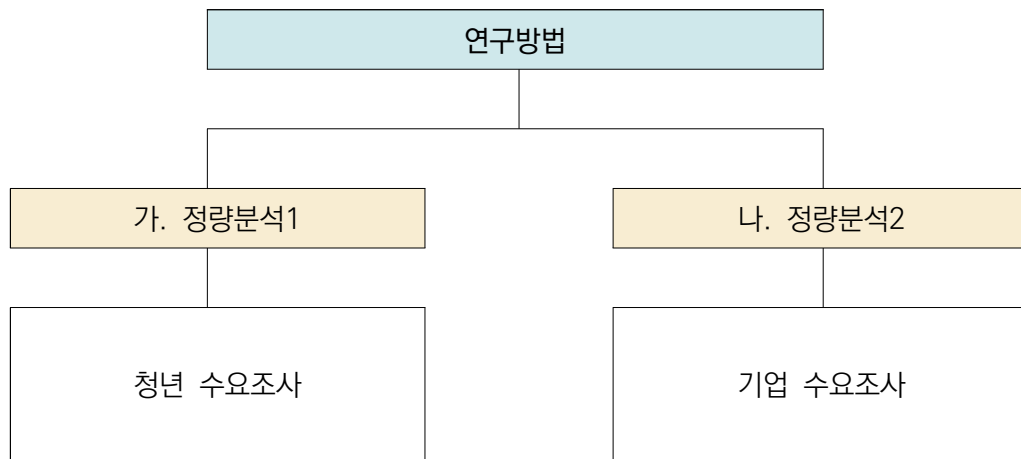 연구방법
가. 정량분석1
나. 정량분석2
청년 수요조사
기업 수요조사